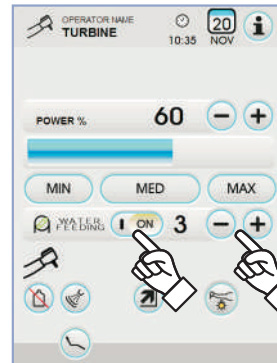 OPERATOR NAME
TURBINE
10:35
20
NOV
i
POWER % 60 − +
MIN MED MAX
WATER FEEDING I ON 3 − +